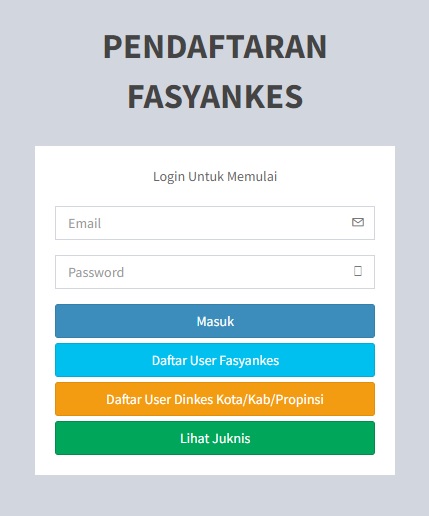 PENDAFTARAN
FASYANKES
Login Untuk Memulai
Email
Password
Masuk
Daftar User Fasyankes
Daftar User Dinkes Kota/Kab/Propinsi
Lihat Juknis